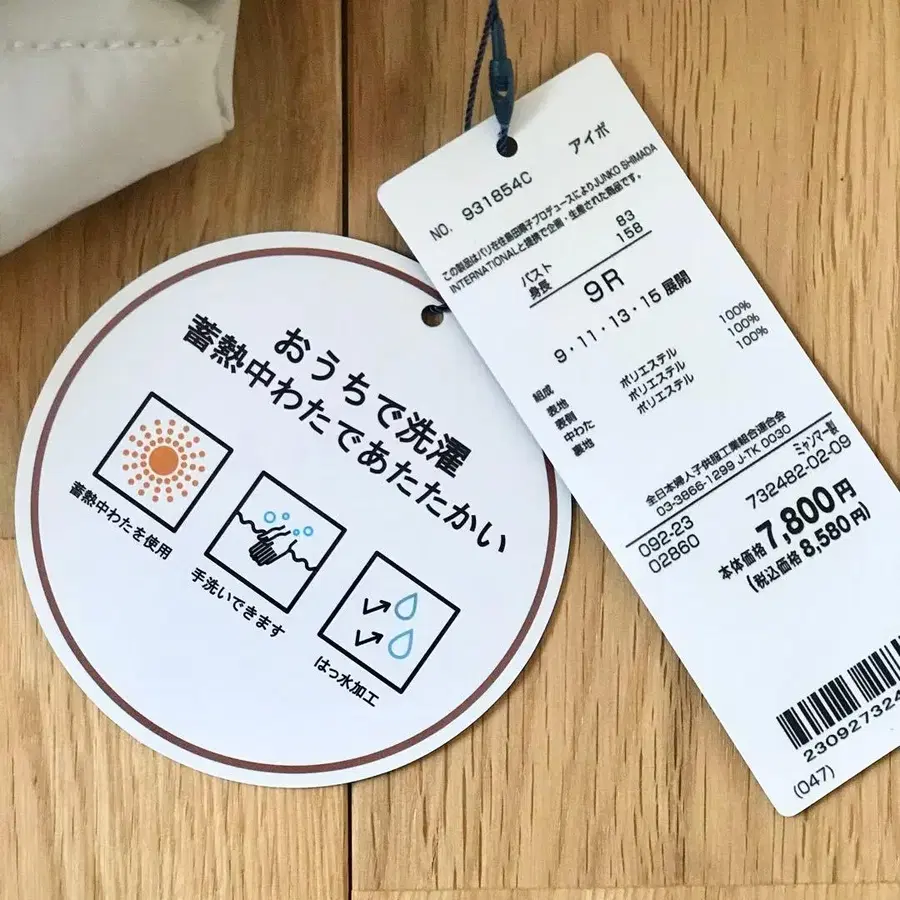 おうちで洗濯
蓄熱中わたであたたかい
蓄熱中わたを使用
手洗いできます
はっ水加工
NO. 931854C アイボ
この製品はパリ在住島田順子プロデュースによりJUNKO SHIMADA
INTERNATIONALと提携で企画・生産された商品です。
バスト 83
身長 158
9R
9・11・13・15 展開
組成
表地 ポリエステル 100%
表側 ポリエステル 100%
中わた ポリエステル 100%
裏地
全日本婦人子供服工業組合連合会
03-3866-1299 J-TK 0030
ミャンマー製
092-23 732482-02-09
02860
本体価格 7,800円
(税込価格 8,580円)
230927324
(047)